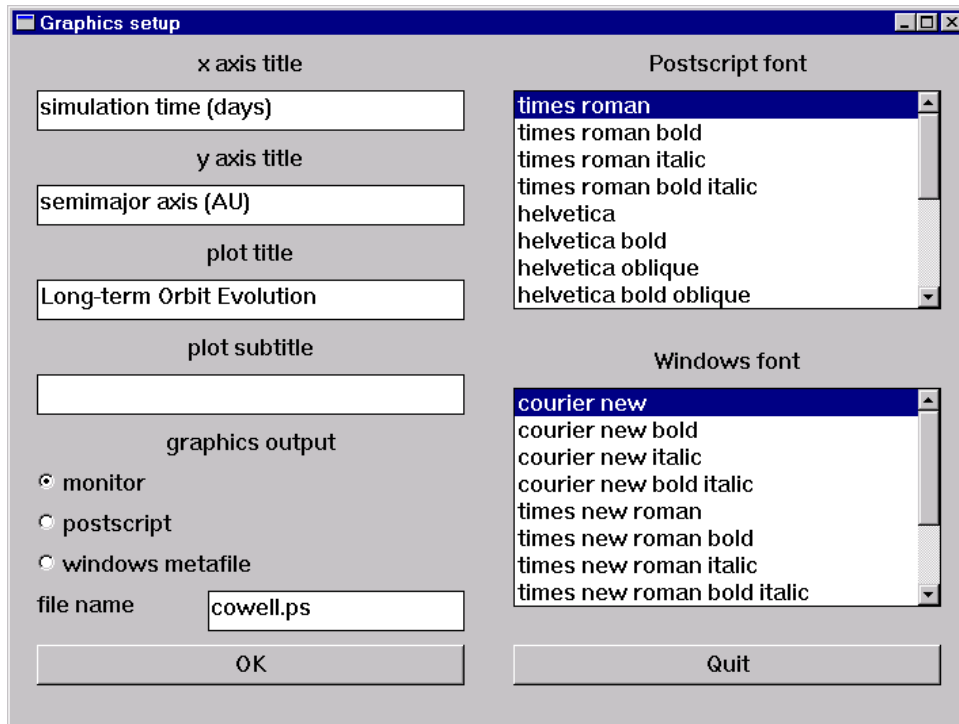 Graphics setup
x axis title
simulation time (days)
y axis title
semimajor axis (AU)
plot title
Long-term Orbit Evolution
plot subtitle
graphics output
monitor
postscript
windows metafile
file name
cowell.ps
OK
Postscript font
times roman
times roman bold
times roman italic
times roman bold italic
helvetica
helvetica bold
helvetica oblique
helvetica bold oblique
Windows font
courier new
courier new bold
courier new italic
courier new bold italic
times new roman
times new roman bold
times new roman italic
times new roman bold italic
Quit